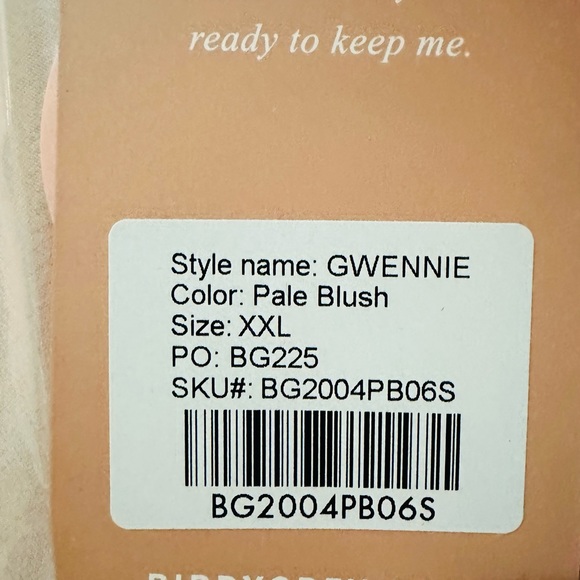 ready to keep me.
Style name: GWENNIE
Color: Pale Blush
Size: XXL
PO: BG225
SKU#: BG2004PB06S
BG2004PB06S